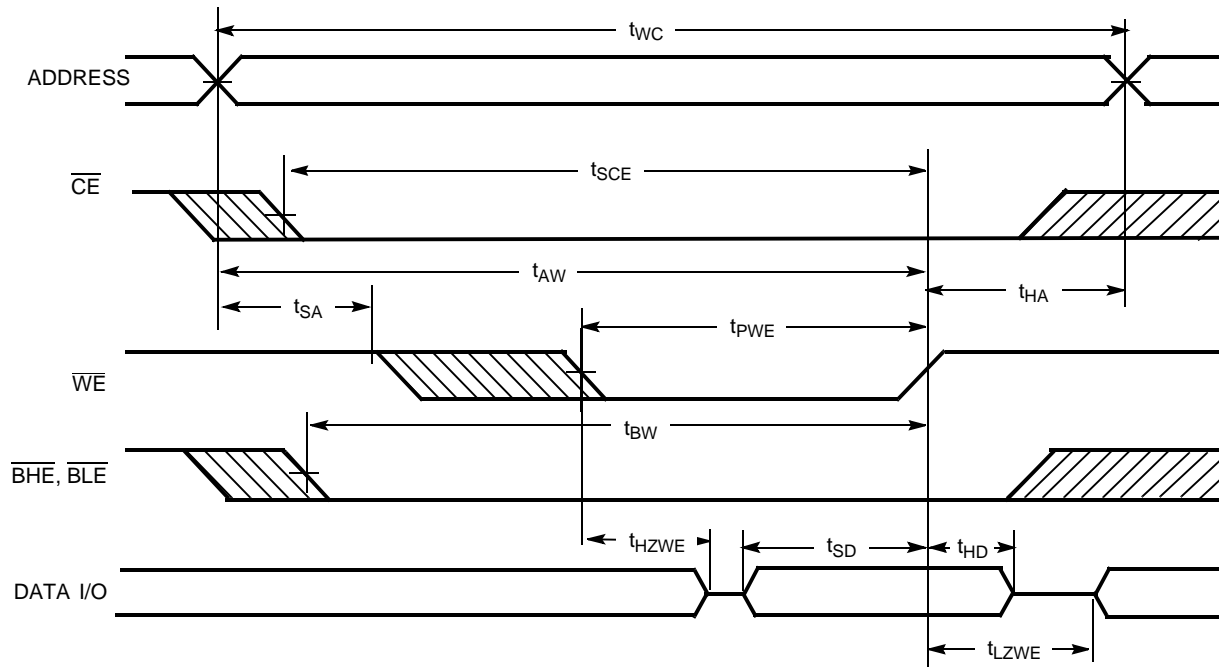 tWC
ADDRESS
tSCE
CE
tAW
tSA
tHA
tPWE
WE
tBW
BHE, BLE
tHZWE
tSD
tHD
DATA I/O
tLZWE